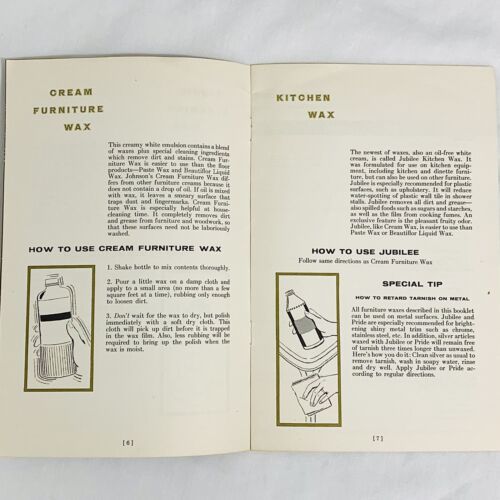 CREAM
FURNITURE
WAX
This creamy white emulsion contains a blend
of waxes plus special cleaning ingredients
which remove dirt and stains. Cream Fur-
niture Wax is easier to use than the floor
products—Paste Wax and Beautiflor Liquid
Wax. Johnson's Cream Furniture Wax dif-
fers from other furniture creams because it
does not contain a drop of oil. If oil is mixed
with wax, it leaves a smeary surface that
traps dust and fingermarks. Cream Furni-
ture Wax is especially helpful at house-
cleaning time. It completely removes dirt
and grease from furniture and woodwork, so
that these surfaces need not be laboriously
washed.
HOW TO USE CREAM FURNITURE WAX
1. Shake bottle to mix contents thoroughly.
2. Pour a little wax on a damp cloth and
apply to a small area (no more than a few
square feet at a time), rubbing only enough
to loosen dirt.
3. Don't wait for the wax to dry, but polish
immediately with a soft dry cloth. This
cloth will pick up dirt before it is trapped
in the wax film. Also, less rubbing will be
required to bring up the polish when the
wax is moist.
[ 6 ]
KITCHEN
WAX
The newest of waxes, also an oil-free white
cream, is called Jubilee Kitchen Wax. It
was formulated for use on kitchen equip-
ment, including kitchen and dinette furni-
ture, but can also be used on other furniture.
Jubilee is especially recommended for plastic
surfaces, such as upholstery. It will reduce
water-spotting of plastic wall tile in shower
stalls. Jubilee removes all dirt and grease—
also spilled foods such as sugar and starches,
as well as the film from cooking fumes. An
exclusive feature is the pleasant fruity odor.
Jubilee, like Cream Wax, is easier to use than
Paste Wax or Beautiflor Liquid Wax.
HOW TO USE JUBILEE
Follow same directions as Cream Furniture Wax
SPECIAL TIP
HOW TO RETARD TARNISH ON METAL
All furniture waxes described in this booklet
can be used on metal surfaces. Jubilee and
Pride are especially recommended for bright-
ening shiny metal trim such as chrome,
stainless steel, etc. In addition, silver articles
waxed with Jubilee or Pride will remain free
of tarnish three times longer than unwaxed.
Here's how you do it: Clean silver as usual to
remove tarnish, wash in soapy water, rinse
and dry well. Apply Jubilee or Pride ac-
cording to regular directions.
[ 7 ]